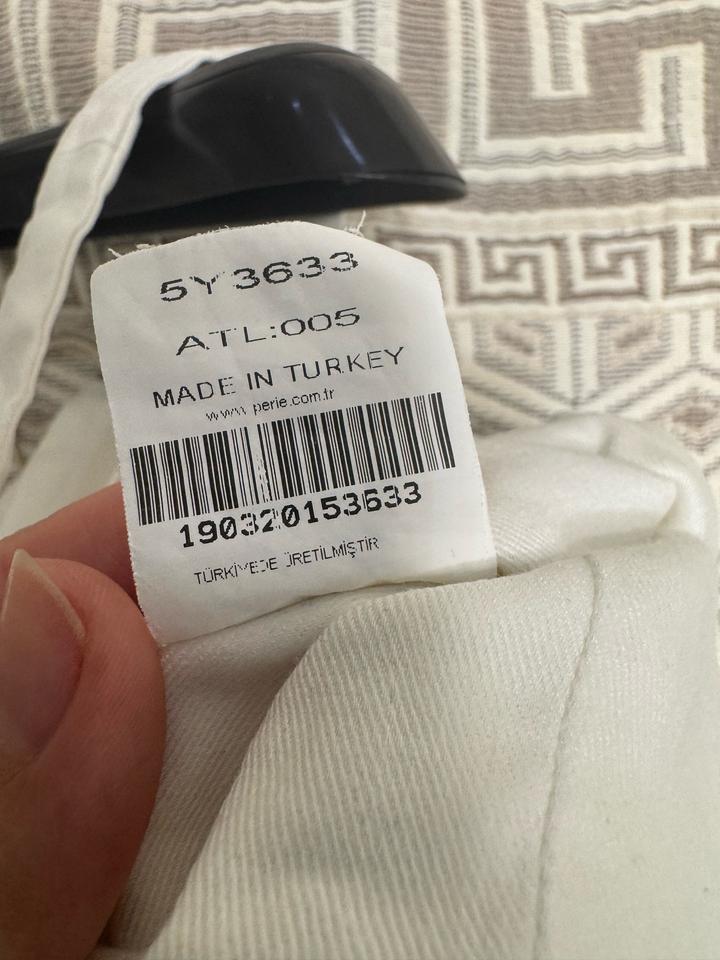 5Y3633
ATL:005
MADE IN TURKEY
www.perie.com.tr
190320153633
TÜRKİYEDE ÜRETİLMİŞTİR